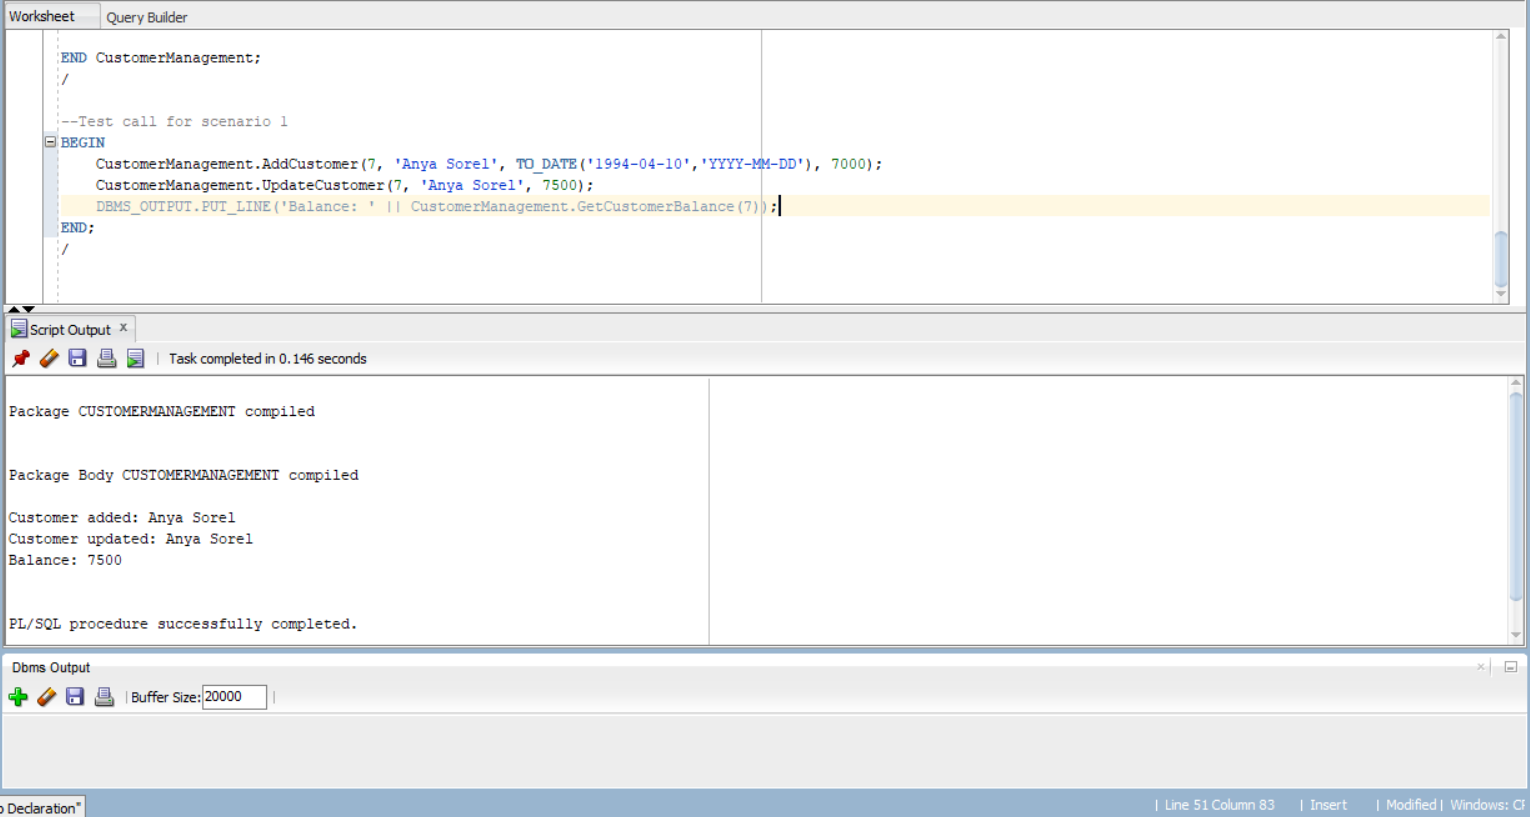 Worksheet Query Builder
END CustomerManagement;
/
--Test call for scenario 1
BEGIN
CustomerManagement.AddCustomer(7, 'Anya Sorel', TO_DATE('1994-04-10','YYYY-MM-DD'), 7000);
CustomerManagement.UpdateCustomer(7, 'Anya Sorel', 7500);
DBMS_OUTPUT.PUT_LINE('Balance: ' || CustomerManagement.GetCustomerBalance(7));
END;
/
Script Output x
| Task completed in 0.146 seconds
Package CUSTOMERMANAGEMENT compiled
Package Body CUSTOMERMANAGEMENT compiled
Customer added: Anya Sorel
Customer updated: Anya Sorel
Balance: 7500
PL/SQL procedure successfully completed.
Dbms Output
| Buffer Size: 20000 |
Declaration" | Line 51 Column 83 | Insert | Modified | Windows: